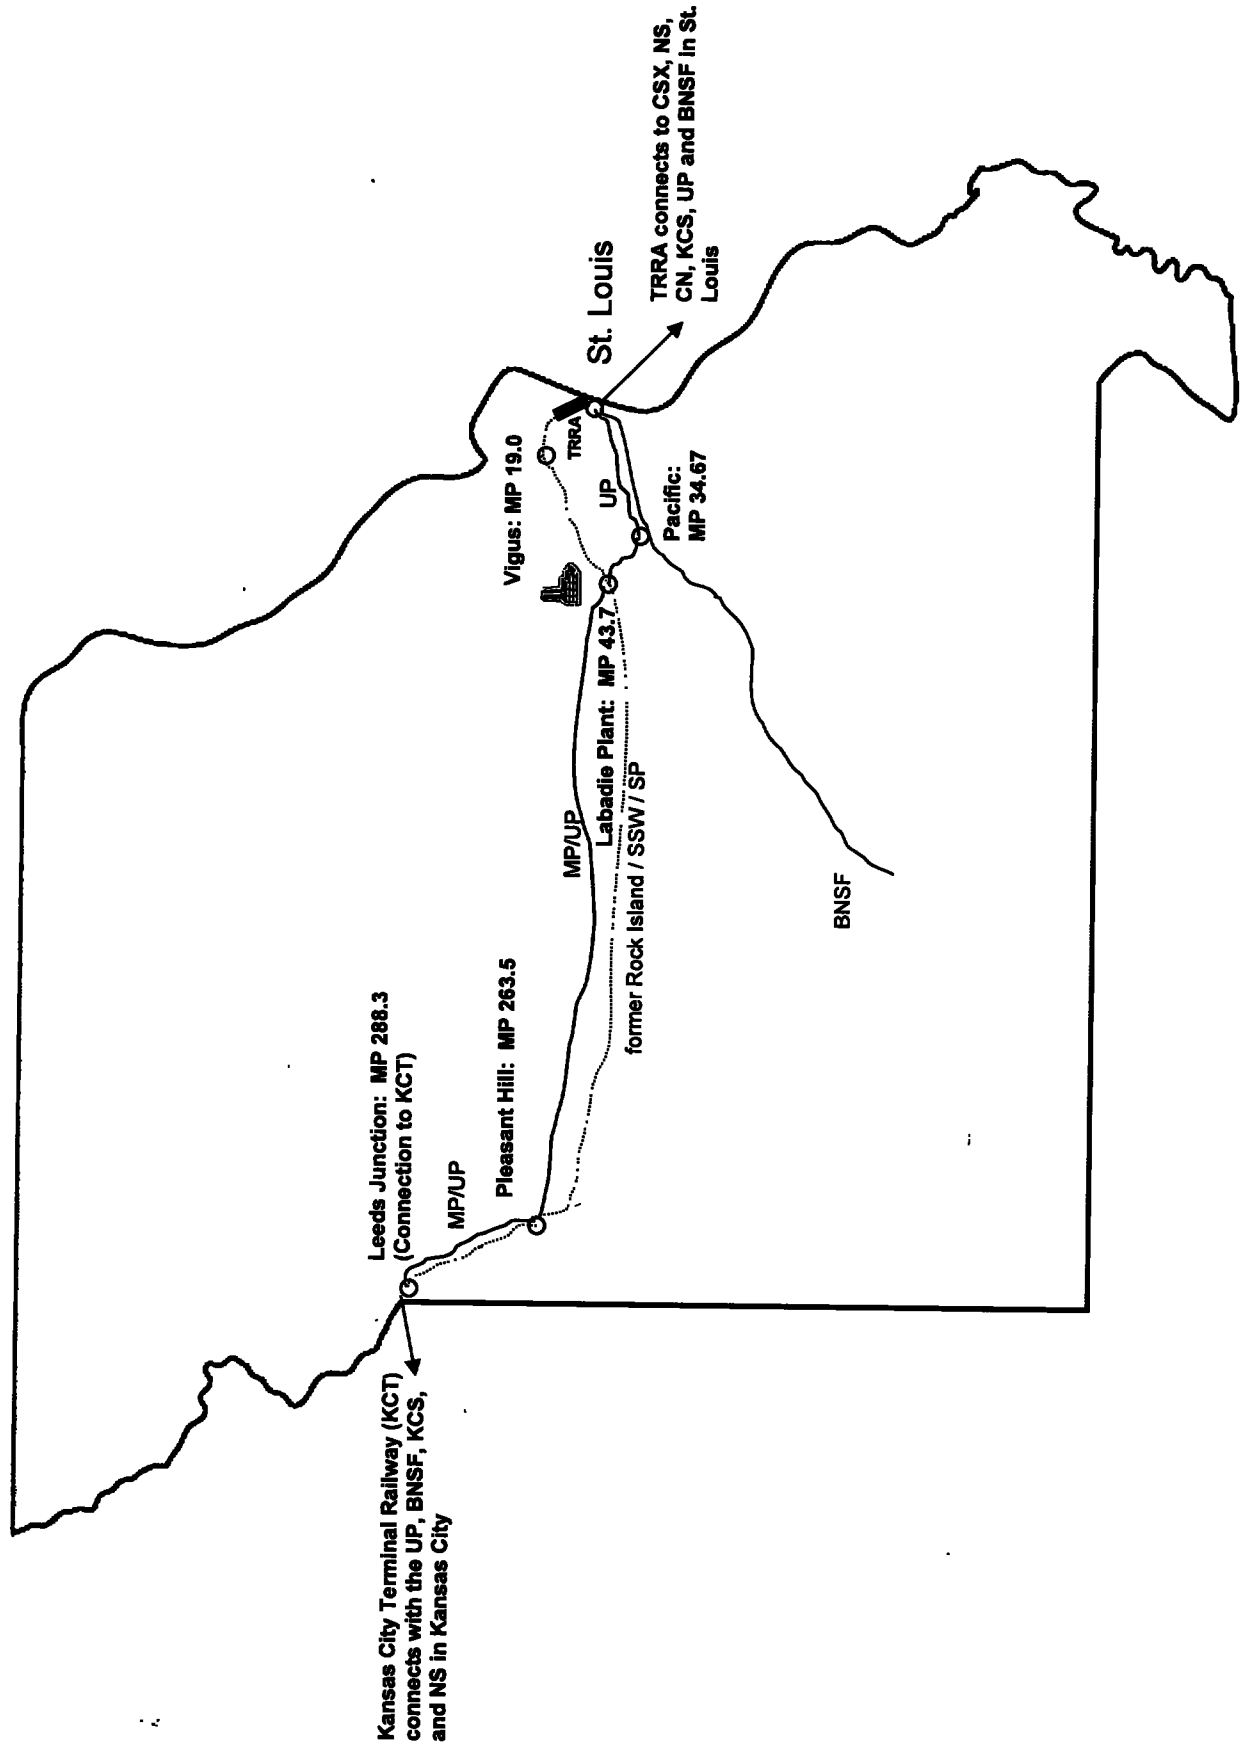 Kansas City Terminal Railway (KCT)
connects with the UP, BNSF, KCS,
and NS in Kansas City
Leeds Junction: MP 288.3
(Connection to KCT)
MP/UP
Pleasant Hill: MP 263.5
MP/UP
Labadie Plant: MP 43.7
former Rock Island / SSW / SP
BNSF
Vigus: MP 19.0
TRRA
UP
Pacific:
MP 34.67
St. Louis
TRRA connects to CSX, NS,
CN, KCS, UP and BNSF in St.
Louis